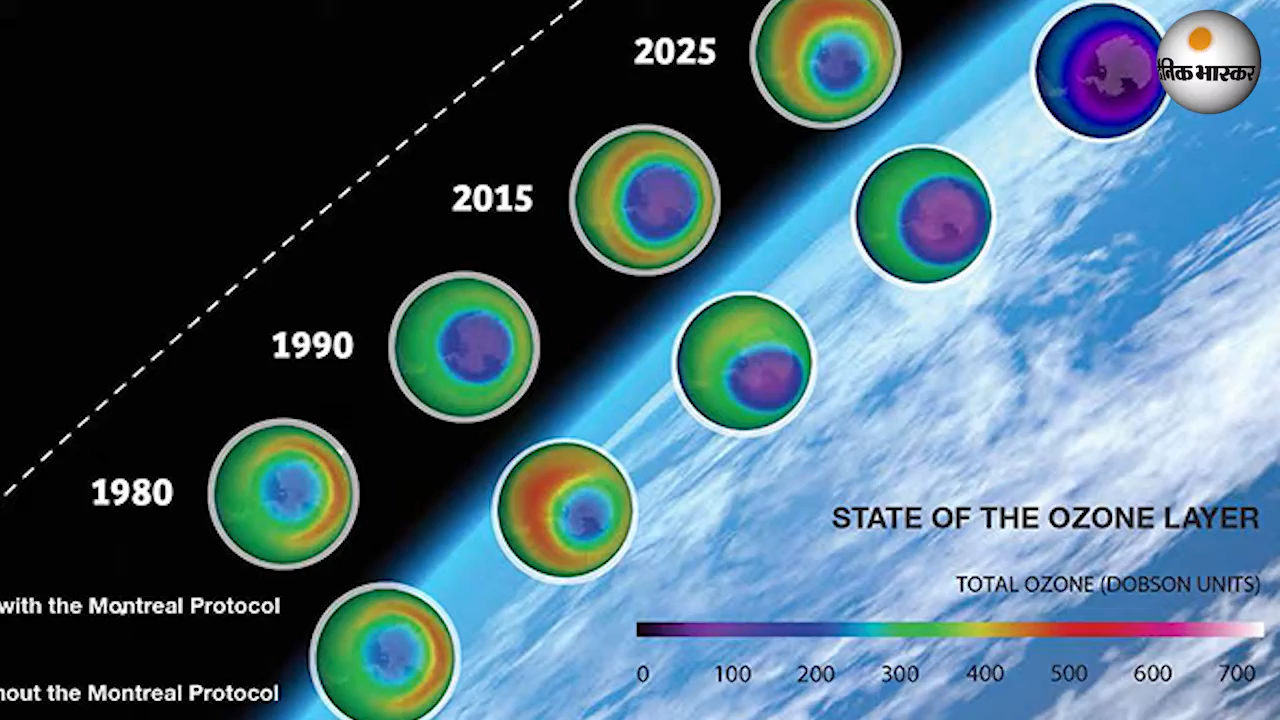 2025
दैनिक भास्कर
2015
1990
1980
STATE OF THE OZONE LAYER
TOTAL OZONE (DOBSON UNITS)
with the Montreal Protocol
0 100 200 300 400 500 600 700
hout the Montreal Protocol